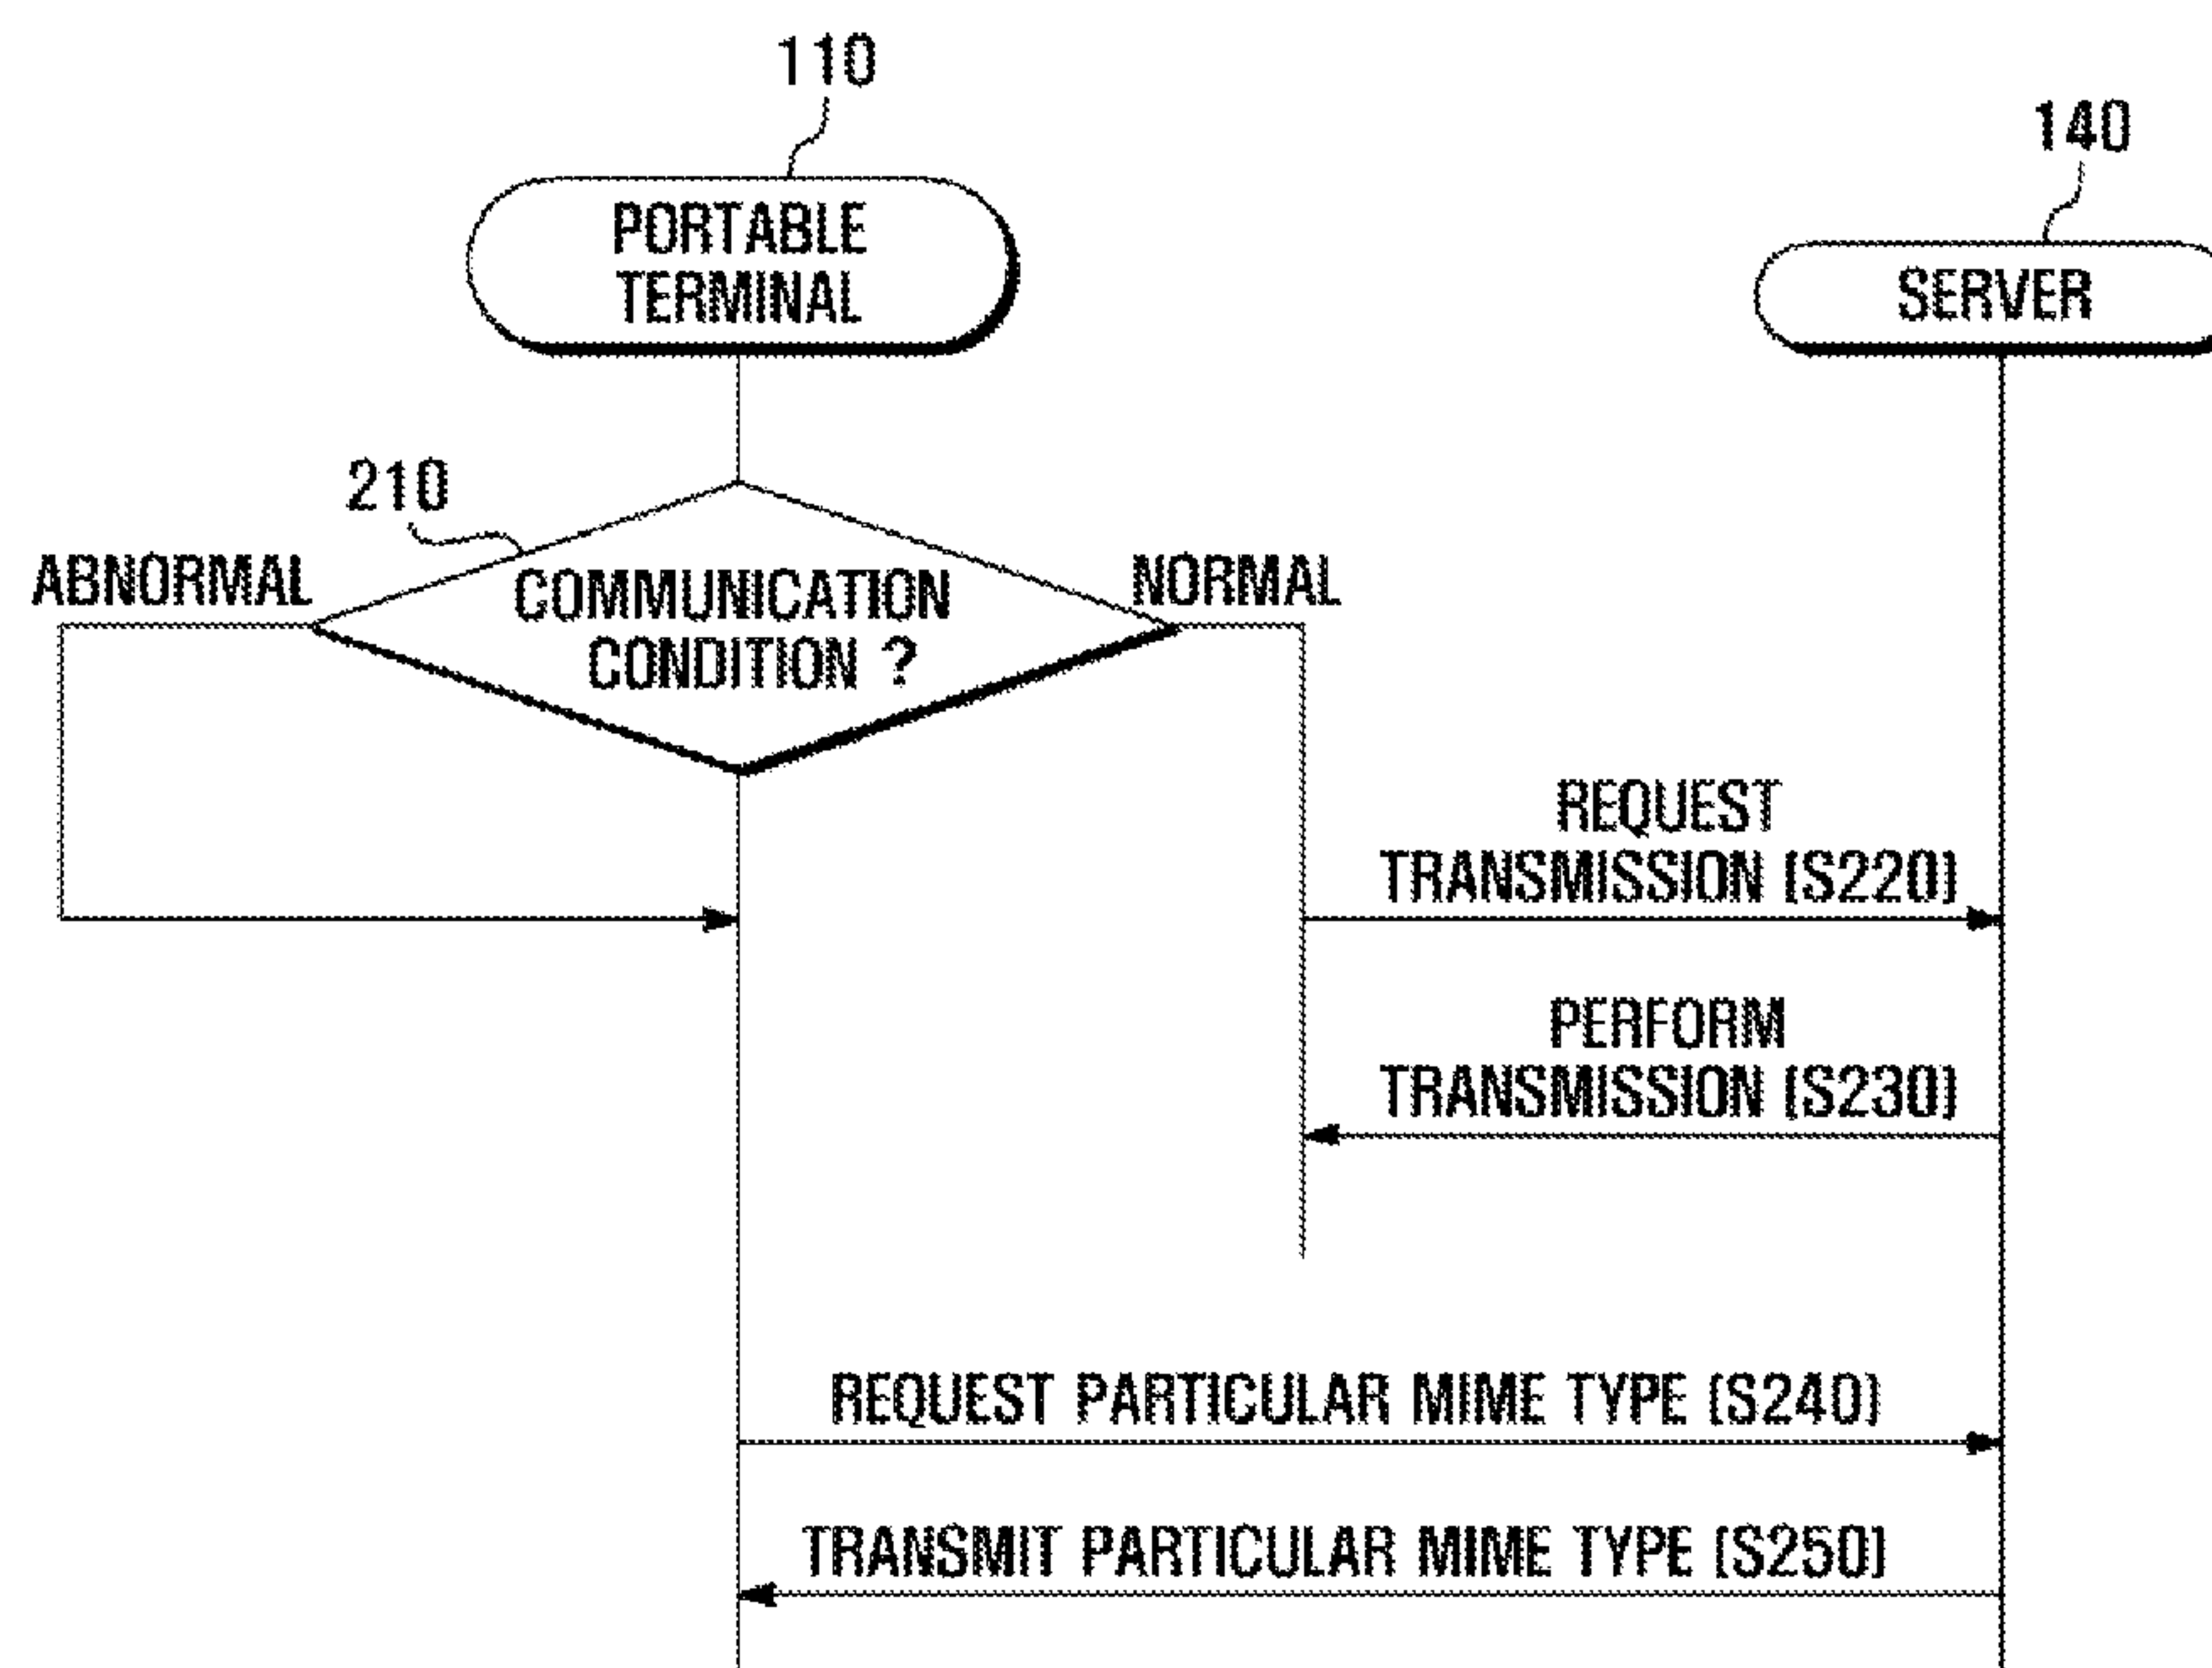 110
140
PORTABLE
TERMINAL
SERVER
210
ABNORMAL
NORMAL
COMMUNICATION
CONDITION ?
REQUEST
TRANSMISSION (S220)
PERFORM
TRANSMISSION (S230)
REQUEST PARTICULAR MIME TYPE (S240)
TRANSMIT PARTICULAR MIME TYPE (S250)